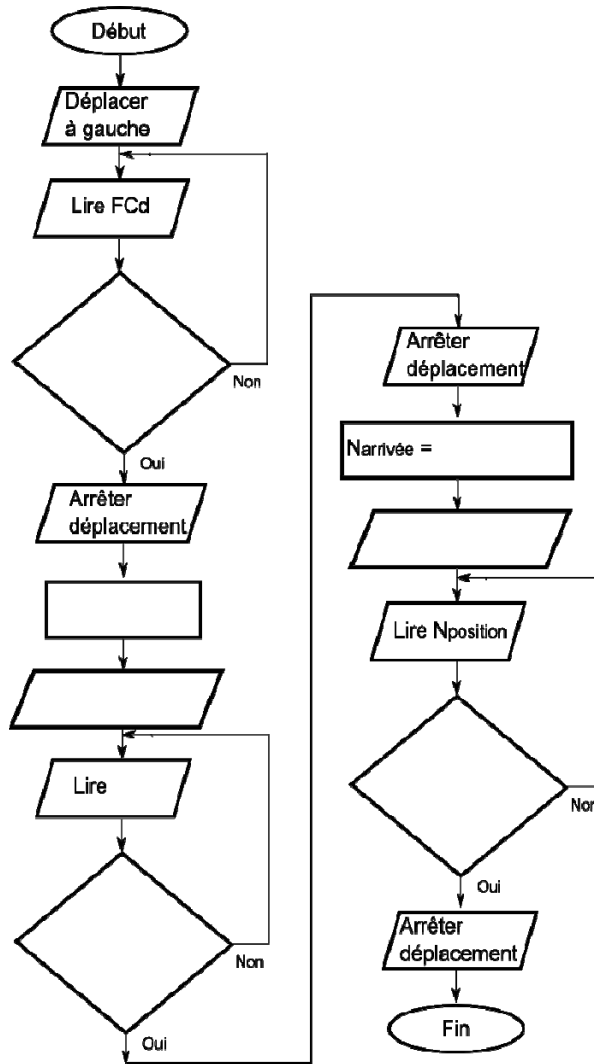 Début
Déplacer
à gauche
Lire FCd
Non
Oui
Arrêter
déplacement
Lire
Non
Oui
Arrêter
déplacement
Narrivée =
Lire Nposition
Non
Oui
Arrêter
déplacement
Fin